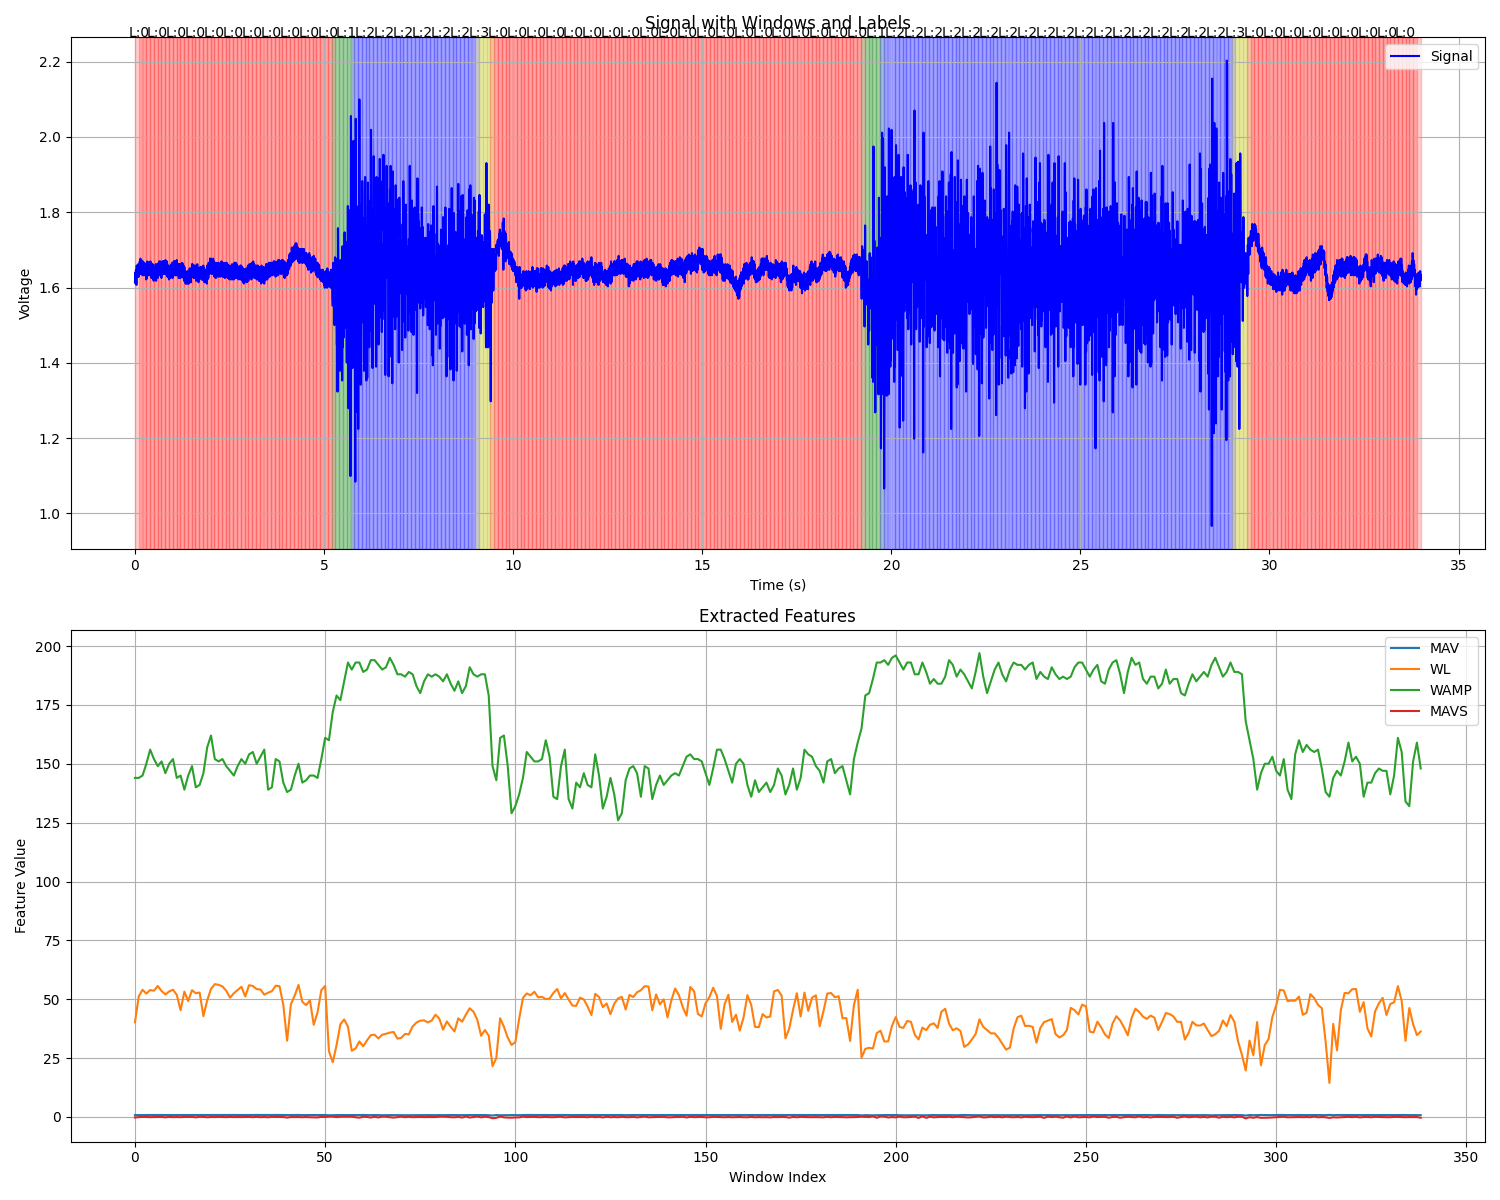 Signal with Windows and Labels
Signal
2.2
2.0
1.8
1.6
1.4
1.2
1.0
Voltage
0 5 10 15 20 25 30 35
Time (s)
Extracted Features
MAV
WL
WAMP
MAVS
200
175
150
125
100
75
50
25
0
Feature Value
0 50 100 150 200 250 300 350
Window Index